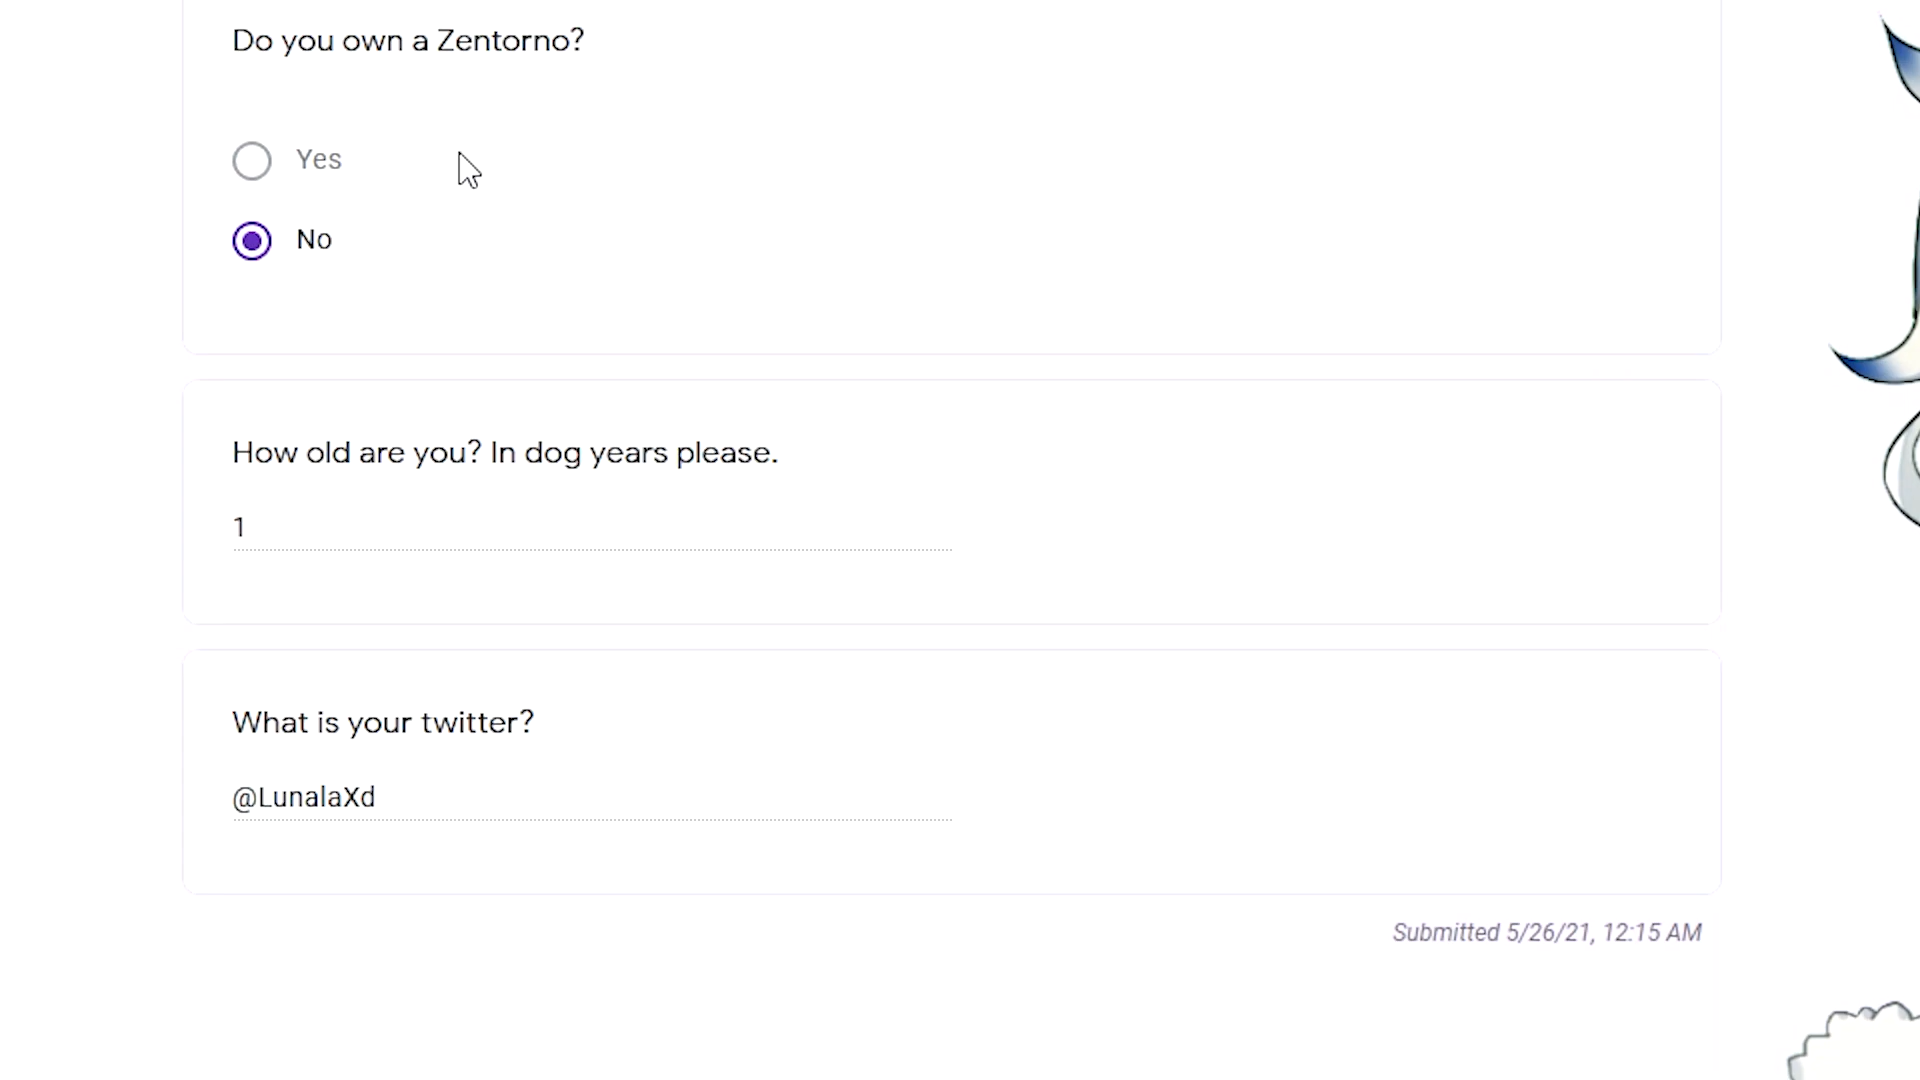 Do you own a Zentorno?
Yes
No
How old are you? In dog years please.
1
What is your twitter?
@LunalaXd
Submitted 5/26/21, 12:15 AM